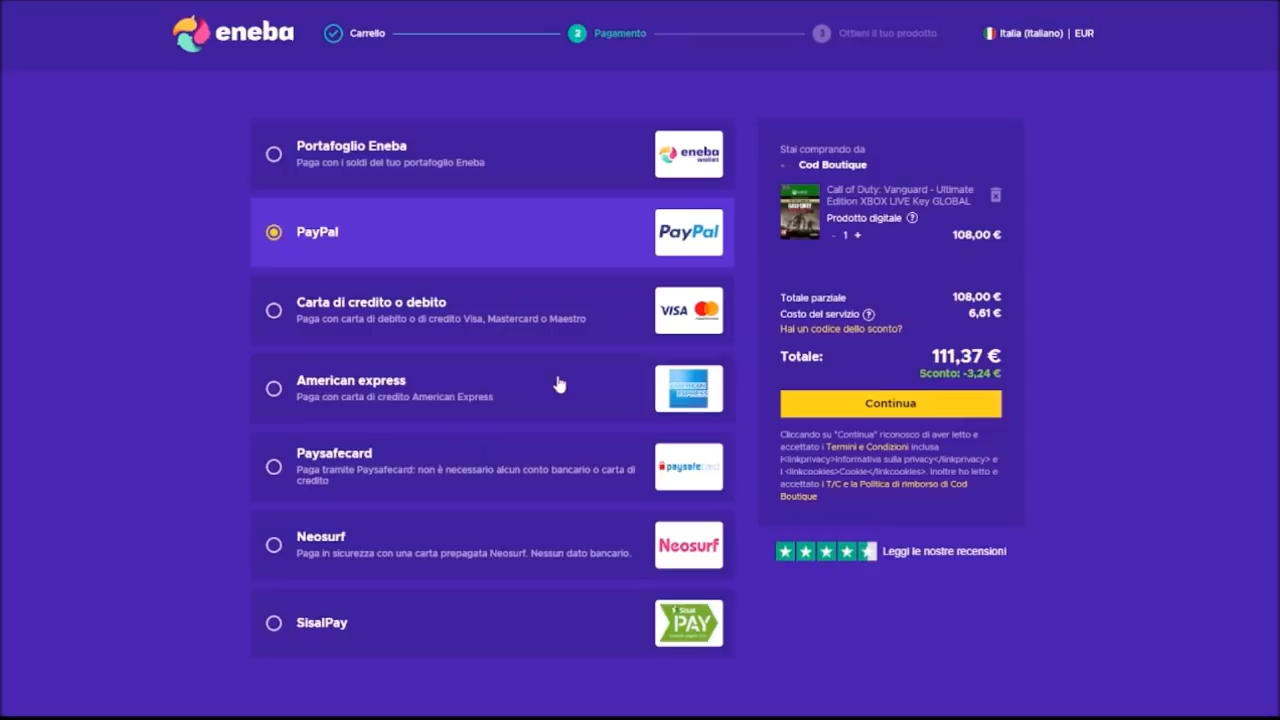 eneba
Carrello
2
Pagamento
3
Ottieni il tuo prodotto
Italia (Italiano) | EUR
Portafoglio Eneba
Paga con i soldi del tuo portafoglio Eneba
eneba
wallet
PayPal
PayPal
Carta di credito o debito
Paga con carta di debito o di credito Visa, Mastercard o Maestro
VISA
American express
Paga con carta di credito American Express
AMERICAN
EXPRESS
Paysafecard
Paga tramite Paysafecard: non è necessario alcun conto bancario o carta di
credito
paysafecard
Neosurf
Paga in sicurezza con una carta prepagata Neosurf. Nessun dato bancario.
Neosurf
SisalPay
Sisal
PAY
Stai comprando da
Cod Boutique
Call of Duty: Vanguard - Ultimate
Edition XBOX LIVE Key GLOBAL
Prodotto digitale ?
- 1 +
108,00 €
Totale parziale
108,00 €
Costo del servizio ?
6,61 €
Hai un codice dello sconto?
Totale:
111,37 €
Sconto: -3,24 €
Continua
Cliccando su "Continua" riconosco di aver letto e
accettato i Termini e Condizioni inclusa
l<linkprivacy>Informativa sulla privacy</linkprivacy> e
i <linkcookies>Cookie</linkcookies>. Inoltre ho letto e
accettato i T/C e la Politica di rimborso di Cod
Boutique
Leggi le nostre recensioni